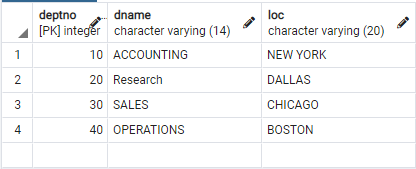 deptno dname loc
[PK] integer character varying (14) character varying (20)
1 10 ACCOUNTING NEW YORK
2 20 Research DALLAS
3 30 SALES CHICAGO
4 40 OPERATIONS BOSTON